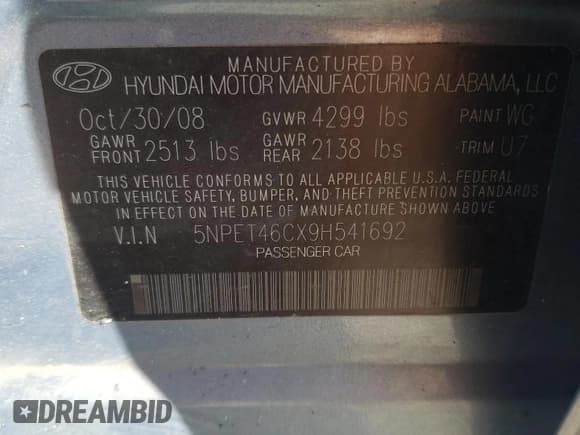 MANUFACTURED BY
HYUNDAI MOTOR MANUFACTURING ALABAMA, LLC
Oct/30/08 GVWR 4299 lbs PAINT WG
GAWR FRONT 2513 lbs GAWR REAR 2138 lbs TRIM U7
THIS VEHICLE CONFORMS TO ALL APPLICABLE U.S.A. FEDERAL
MOTOR VEHICLE SAFETY, BUMPER, AND THEFT PREVENTION STANDARDS
IN EFFECT ON THE DATE OF MANUFACTURE SHOWN ABOVE.
V.I.N 5NPET46CX9H541692
PASSENGER CAR
DREAMBID